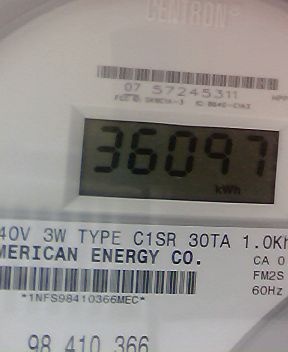 CENTRON®
07 57245311
36097
kWh
40V 3W TYPE C1SR 30TA 1.0Kh
MERICAN ENERGY CO.
CA 0
FM2S
60Hz
*1NFS98410366MEC*
98 410 366